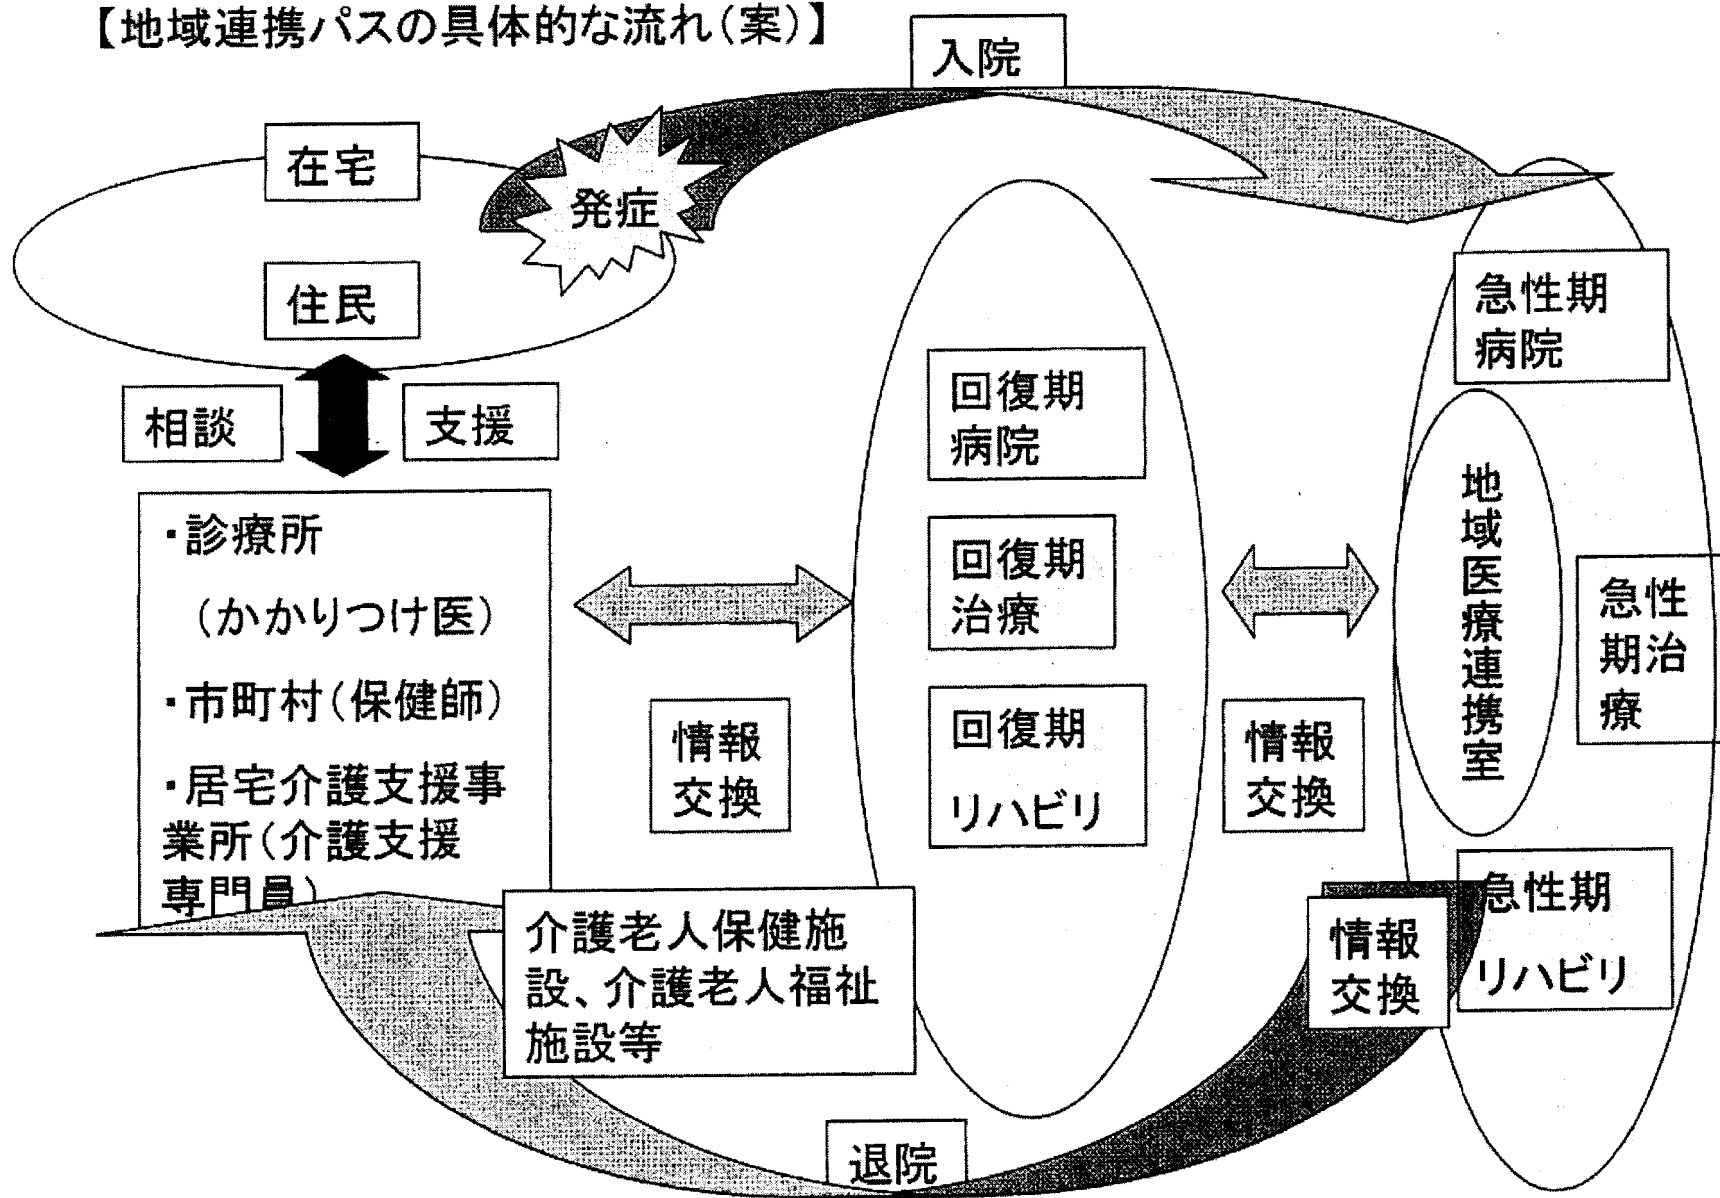 【地域連携パスの具体的な流れ(案)】
入院
在宅
発症
住民
相談
支援
・診療所
(かかりつけ医)
・市町村(保健師)
・居宅介護支援事
業所(介護支援
専門員)
情報
交換
介護老人保健施
設、介護老人福祉
施設等
回復期
病院
回復期
治療
回復期
リハビリ
情報
交換
急性期
病院
地域医療連携室
急性
期治
療
急性期
リハビリ
情報
交換
退院